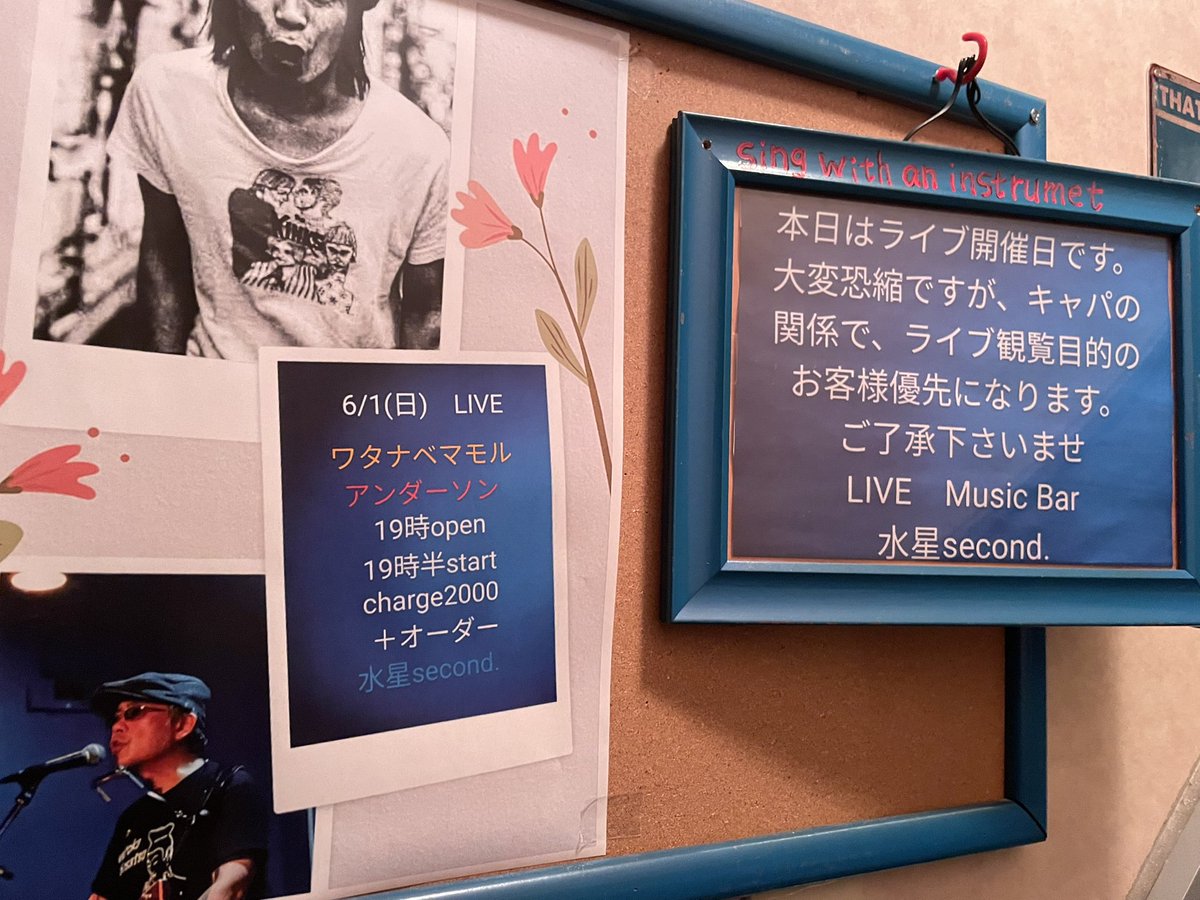 6/1(日) LIVE
ワタナベマモル
アンダーソン
19時open
19時半start
charge2000
＋オーダー
水星second.
sing with an instrumet
本日はライブ開催日です。
大変恐縮ですが、キャパの
関係で、ライブ観覧目的の
お客様優先になります。
ご了承下さいませ
LIVE Music Bar
水星second.
THAT
KINKS